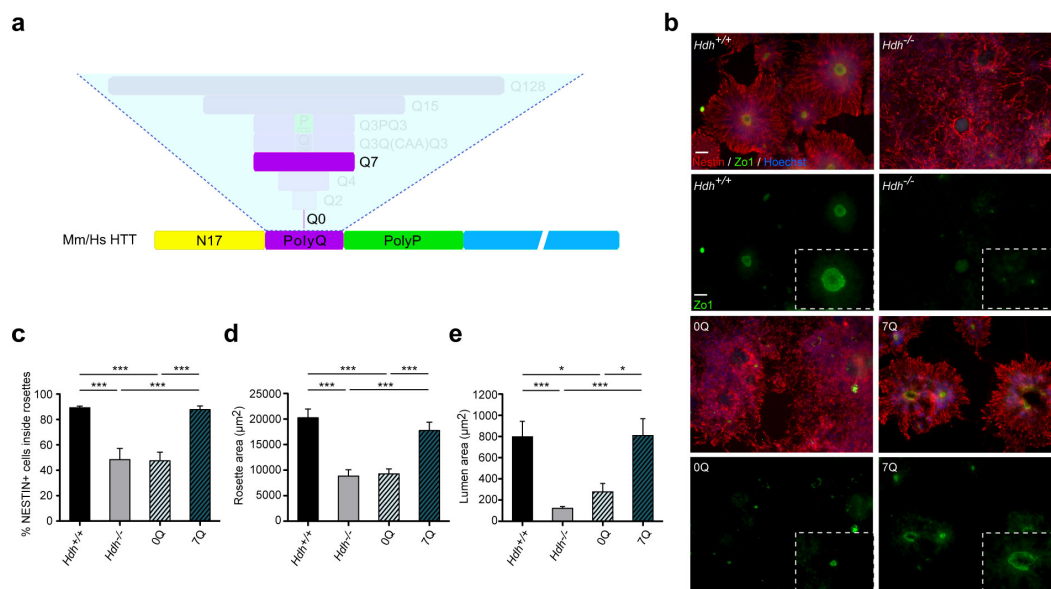 a
Q128
Q15
P
Q3PQ3
Q3Q(CAA)Q3
Q7
Q4
Q2
Q0
Mm/Hs HTT
N17
PolyQ
PolyP
b
Hdh+/+
Hdh-/-
Nestin / Zo1 / Hoechst
Hdh+/+
Hdh-/-
Zo1
0Q
7Q
0Q
7Q
c
***
***
***
***
% NESTIN+ cells inside rosettes
100
80
60
40
20
0
Hdh+/+
Hdh-/-
0Q
7Q
d
***
***
***
***
Rosette area (µm2)
25000
20000
15000
10000
5000
0
Hdh+/+
Hdh-/-
0Q
7Q
e
*
*
***
***
Lumen area (µm2)
1200
1000
800
600
400
200
0
Hdh+/+
Hdh-/-
0Q
7Q